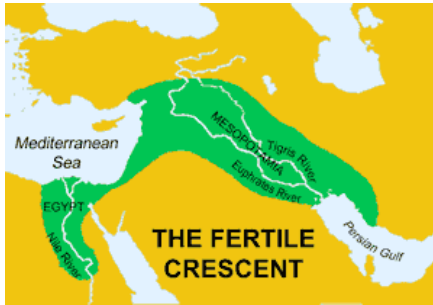 Mediterranean
Sea
MESOPOTAMIA
Tigris River
Euphrates River
EGYPT
Nile River
Persian Gulf
THE FERTILE
CRESCENT